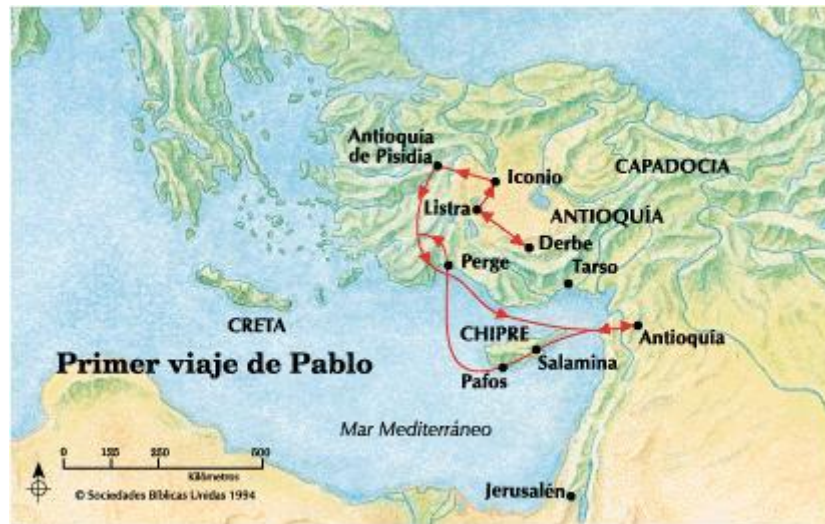 Antioquía
de Pisidia
Iconio
CAPADOCIA
Listra
ANTIOQUÍA
Derbe
Perge
Tarso
CRETA
CHIPRE
Antioquía
Salamina
Primer viaje de Pablo
Pafos
Mar Mediterráneo
0 125 250 500
Kilómetros
© Sociedades Bíblicas Unidas 1994
Jerusalén